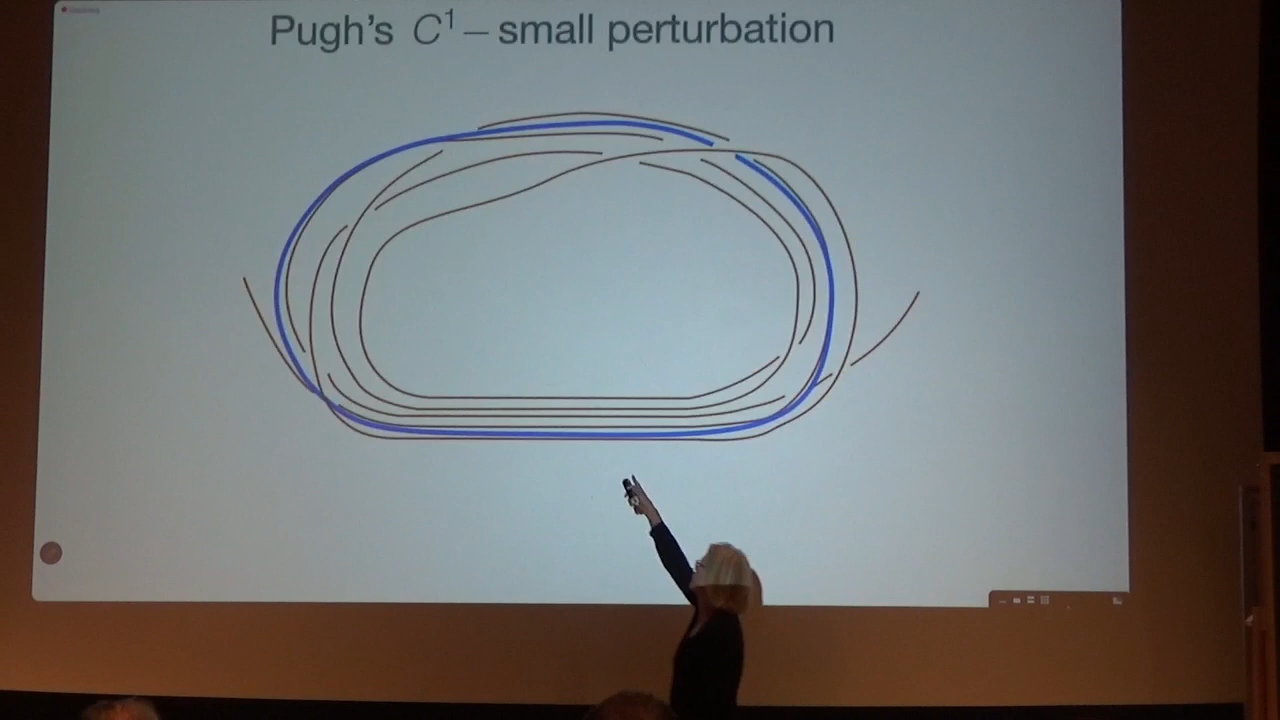 Pugh's C¹ – small perturbation